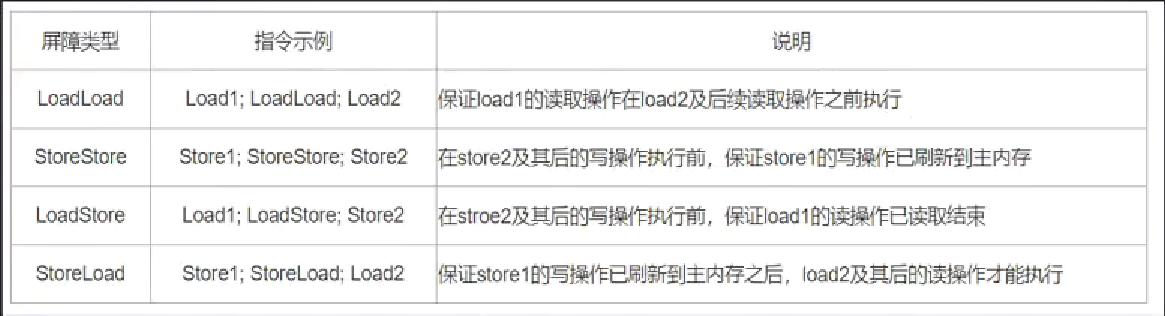 屏障类型 指令示例 说明
LoadLoad Load1; LoadLoad; Load2 保证load1的读取操作在load2及后续读取操作之前执行
StoreStore Store1; StoreStore; Store2 在store2及其后的写操作执行前，保证store1的写操作已刷新到主内存
LoadStore Load1; LoadStore; Store2 在stroe2及其后的写操作执行前，保证load1的读操作已读取结束
StoreLoad Store1; StoreLoad; Load2 保证store1的写操作已刷新到主内存之后，load2及其后的读操作才能执行